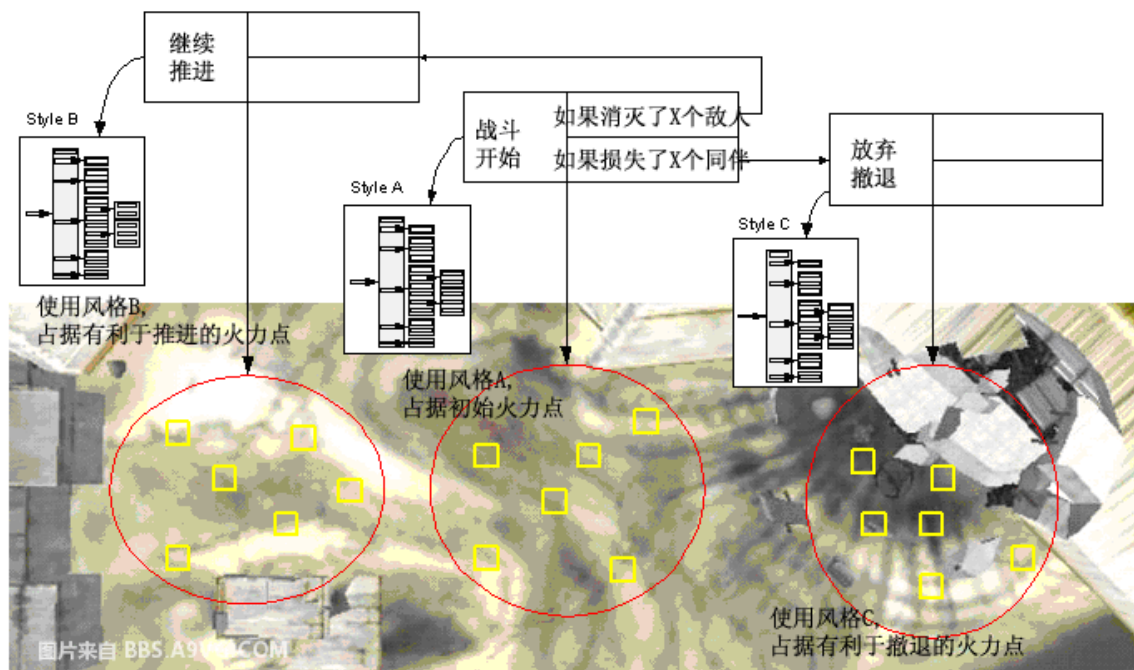 继续
推进
Style B
战斗
开始
如果消灭了X个敌人
如果损失了X个同伴
放弃
撤退
Style A
Style C
使用风格B,
占据有利于推进的火力点
使用风格A,
占据初始火力点
使用风格C,
占据有利于撤退的火力点
图片来自 BBS.A9VG.COM